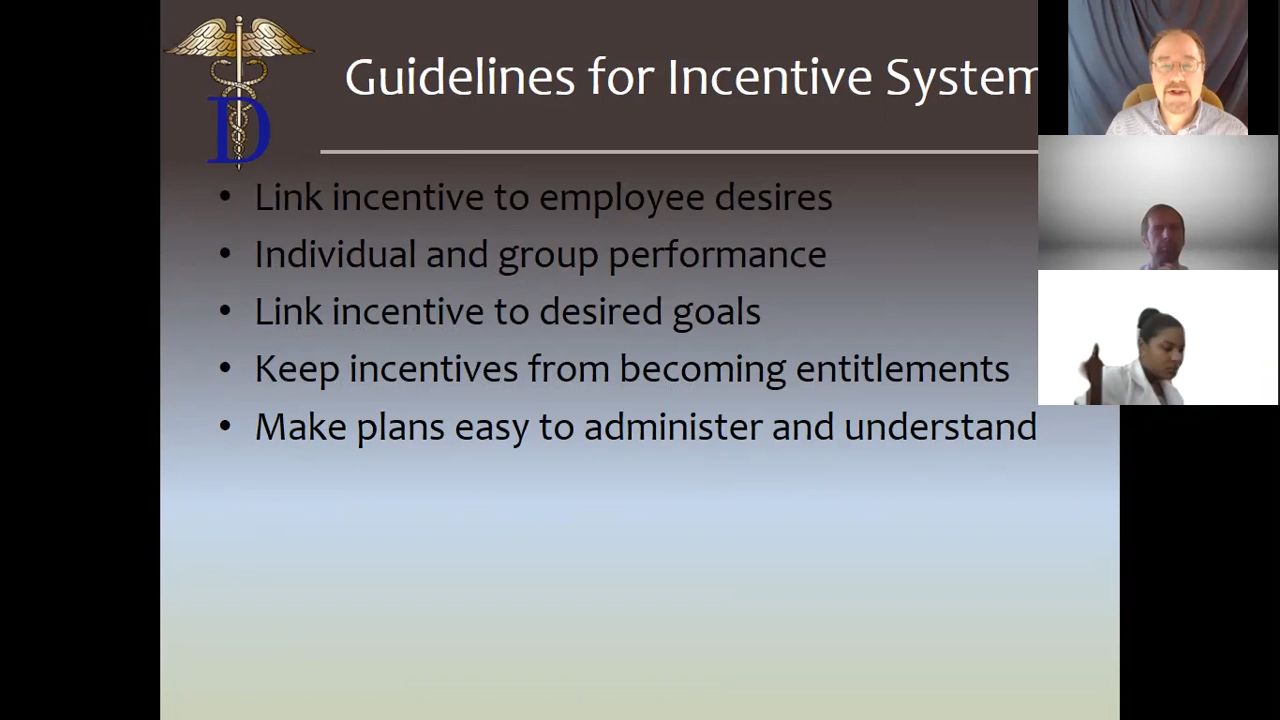 Guidelines for Incentive System
D
• Link incentive to employee desires
• Individual and group performance
• Link incentive to desired goals
• Keep incentives from becoming entitlements
• Make plans easy to administer and understand